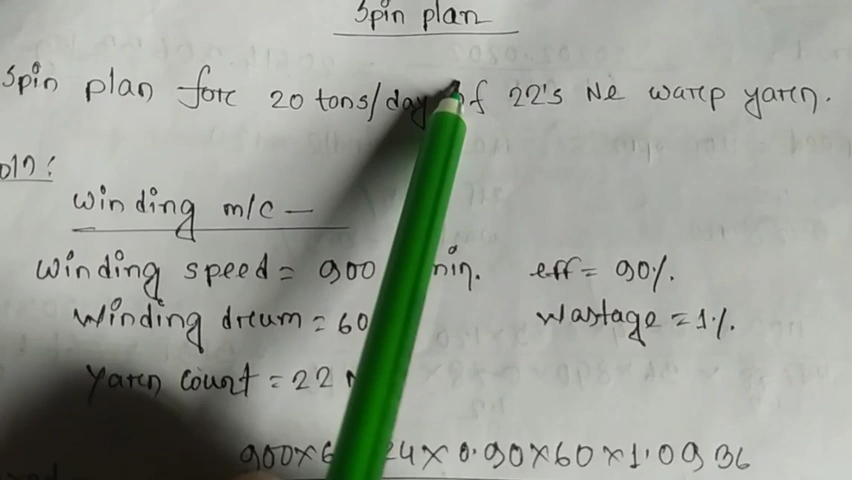 Spin plan
Spin plan forc 20 tons/day of 22's Ne warp yarn.
Winding m/c —
Winding speed = 900 min. eff = 90%.
Winding drum = 60 Wastage = 1%.
Yarn count = 22
900×6 24×0.90×60×1.0936